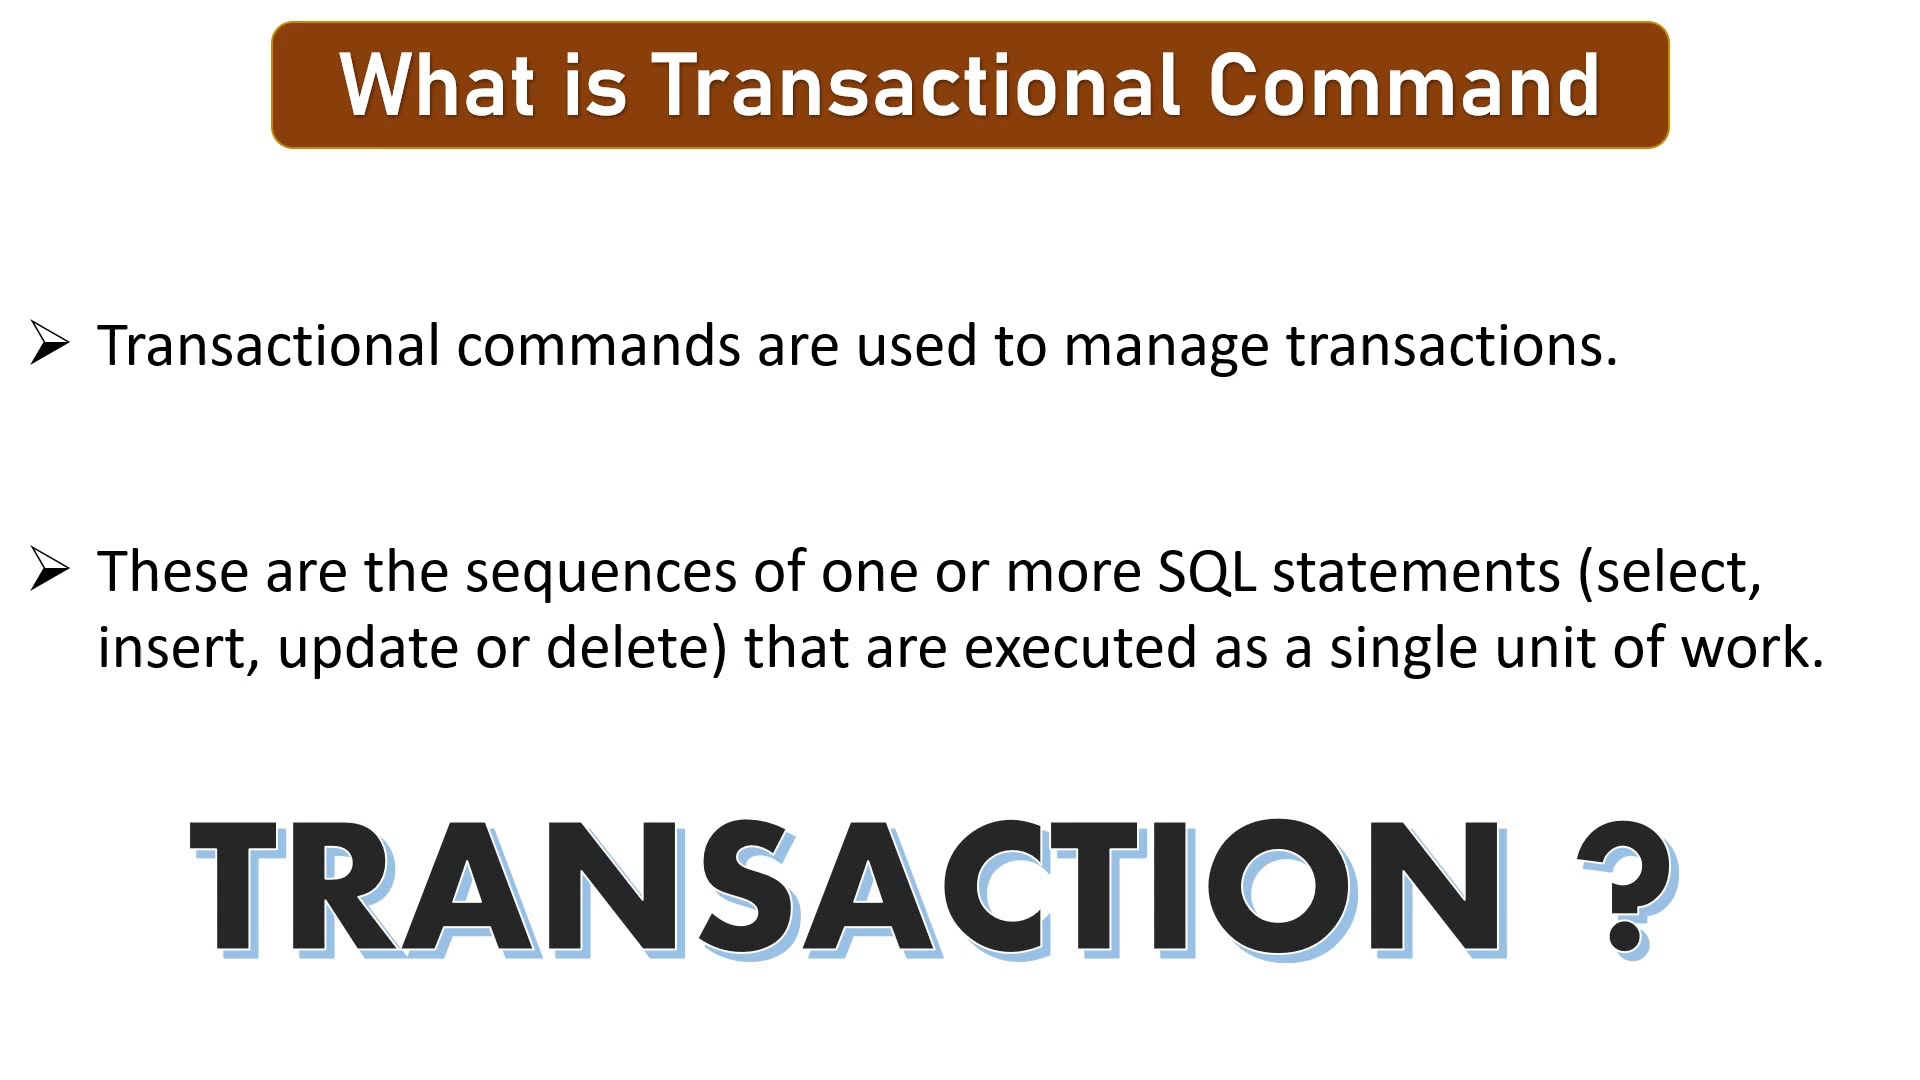 What is Transactional Command
➢ Transactional commands are used to manage transactions.
➢ These are the sequences of one or more SQL statements (select,
insert, update or delete) that are executed as a single unit of work.
TRANSACTION ?